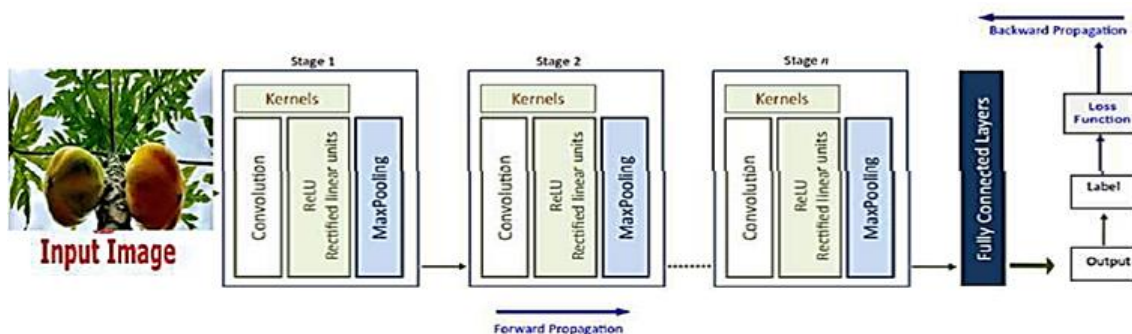 Backward Propagation
Stage 1
Stage 2
Stage n
Kernels
Kernels
Kernels
Convolution
ReLU
Rectified linear units
MaxPooling
Convolution
ReLU
Rectified linear units
MaxPooling
Convolution
ReLU
Rectified linear units
MaxPooling
Fully Connected Layers
Loss
Function
Label
Output
Input Image
Forward Propagation